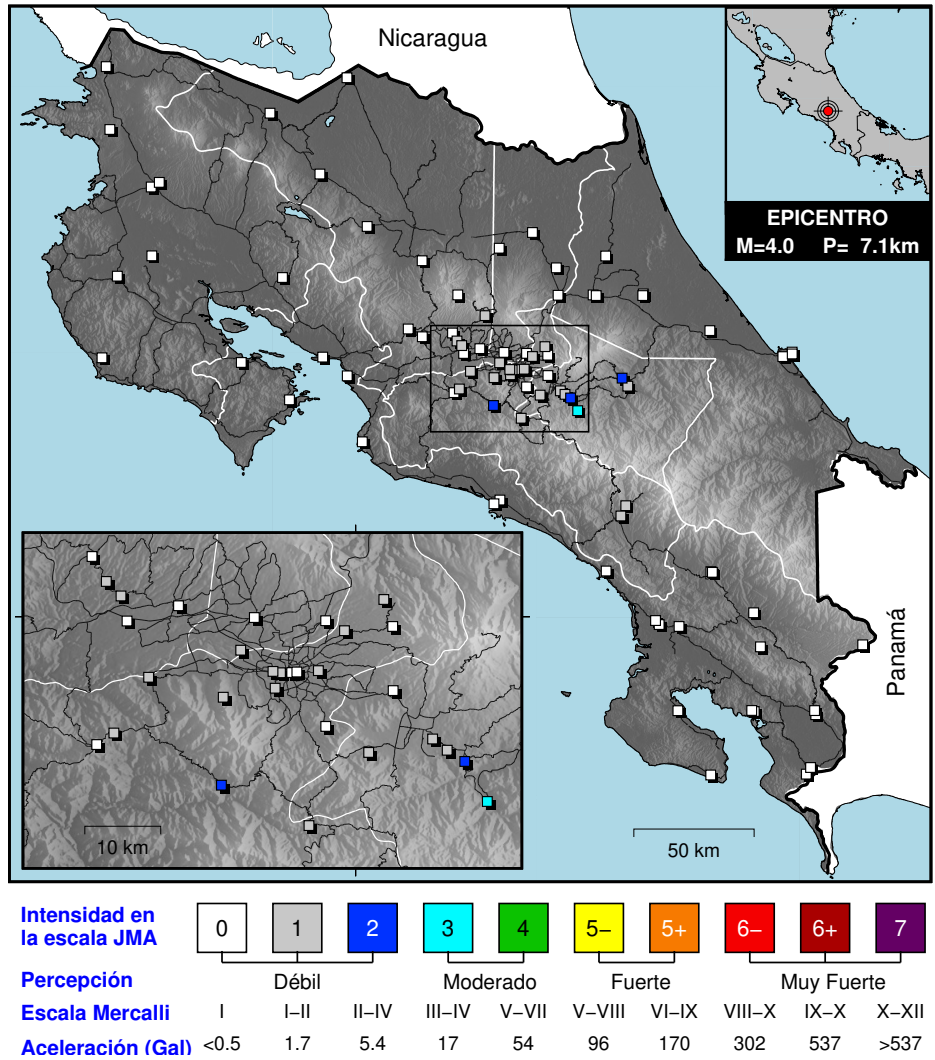 Nicaragua
EPICENTRO
M=4.0 P= 7.1km
Panamá
10 km
50 km
Intensidad en
la escala JMA
0 1 2 3 4 5− 5+ 6− 6+ 7
Percepción Débil Moderado Fuerte Muy Fuerte
Escala Mercalli I I−II II−IV III−IV V−VII V−VIII VI−IX VIII−X IX−X X−XII
Aceleración (Gal) <0.5 1.7 5.4 17 54 96 170 302 537 >537